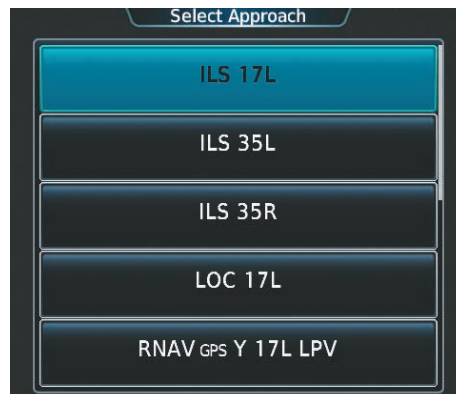 Select Approach
ILS 17L
ILS 35L
ILS 35R
LOC 17L
RNAV GPS Y 17L LPV